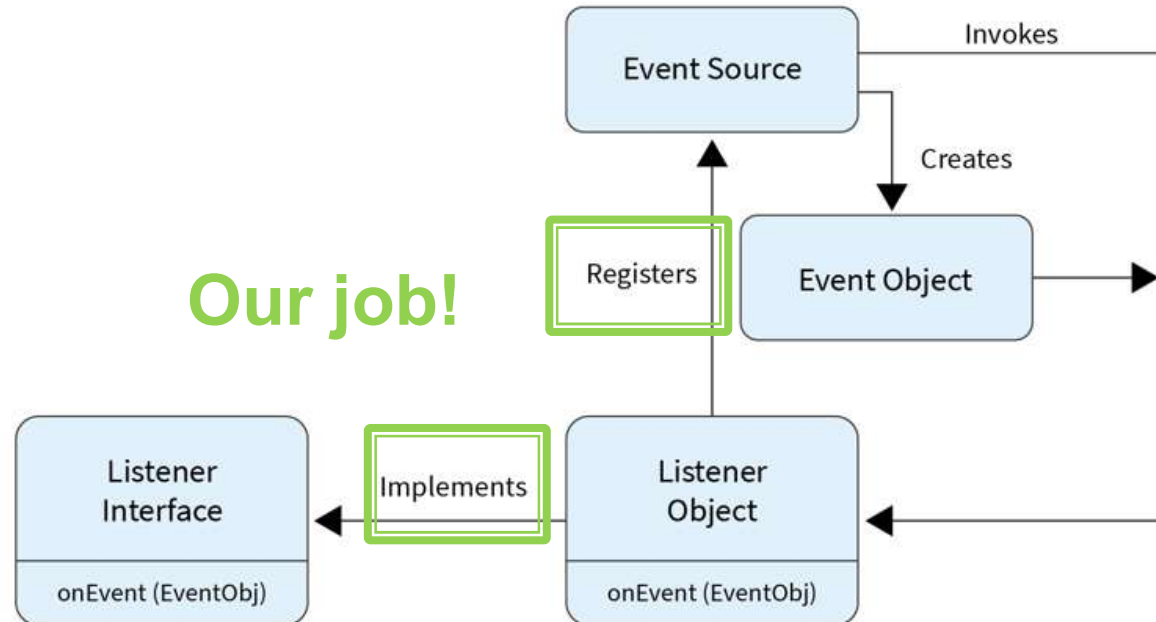 Invokes
Event Source
Creates
Registers
Event Object
Our job!
Listener
Interface
Implements
Listener
Object
onEvent (EventObj)
onEvent (EventObj)